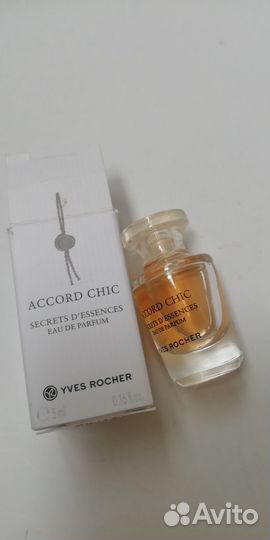 ACCORD CHIC
SECRETS D'ESSENCES
EAU DE PARFUM
YVES ROCHER
5 ml
0.16 fl.oz.
ACCORD CHIC
SECRETS D'ESSENCES
EAU DE PARFUM
YVES ROCHER
Avito